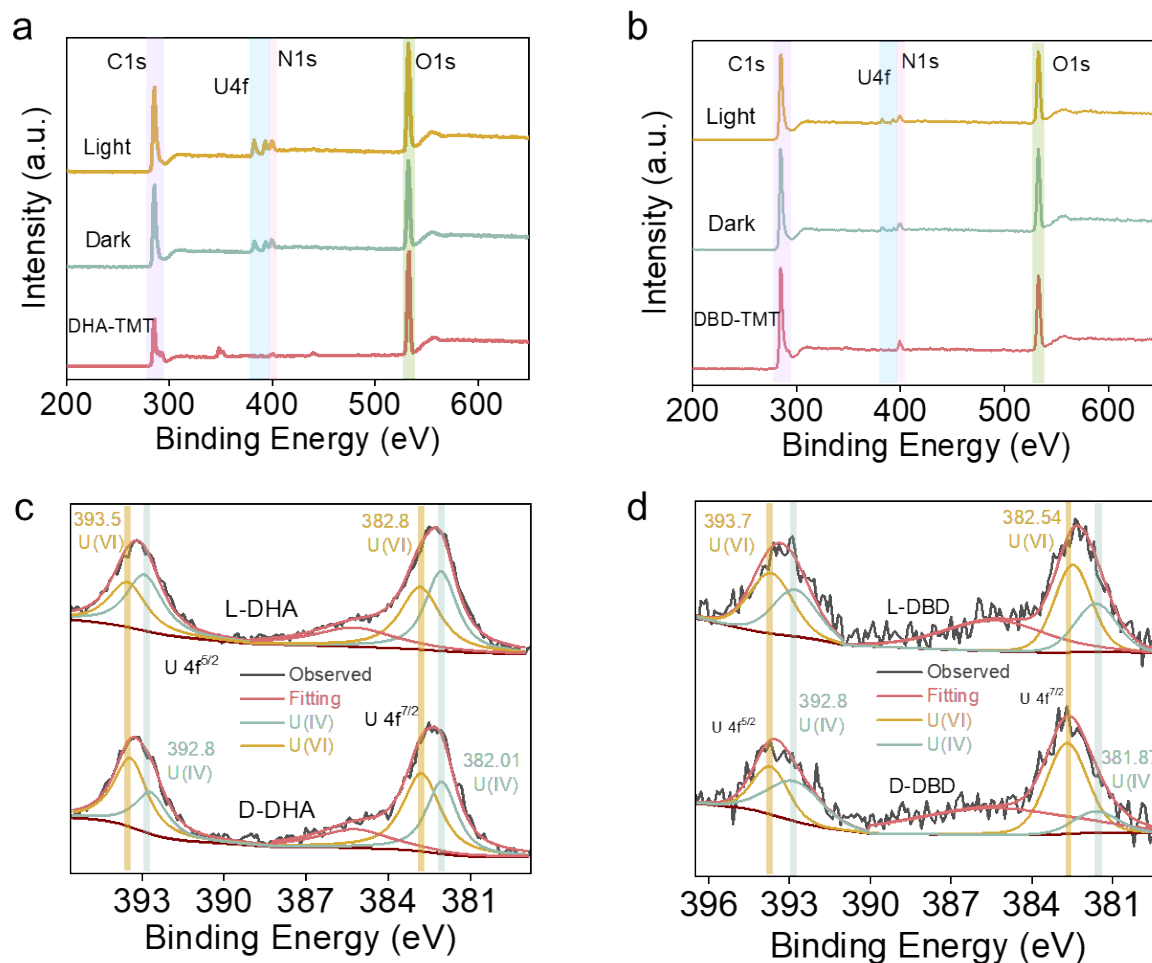 a
C1s
U4f
N1s
O1s
Light
Dark
DHA-TMT
Intensity (a.u.)
200 300 400 500 600
Binding Energy (eV)
b
C1s
U4f
N1s
O1s
Light
Dark
DBD-TMT
Intensity (a.u.)
200 300 400 500 600
Binding Energy (eV)
c
393.5
U(VI)
382.8
U(VI)
L-DHA
U 4f5/2
Observed
Fitting
U(IV)
U(VI)
U 4f7/2
392.8
U(IV)
382.01
U(IV)
D-DHA
393 390 387 384 381
Binding Energy (eV)
d
393.7
U(VI)
382.54
U(VI)
L-DBD
Observed
Fitting
U(VI)
U(IV)
U 4f5/2
392.8
U(IV)
U 4f7/2
381.87
U(IV)
D-DBD
396 393 390 387 384 381
Binding Energy (eV)